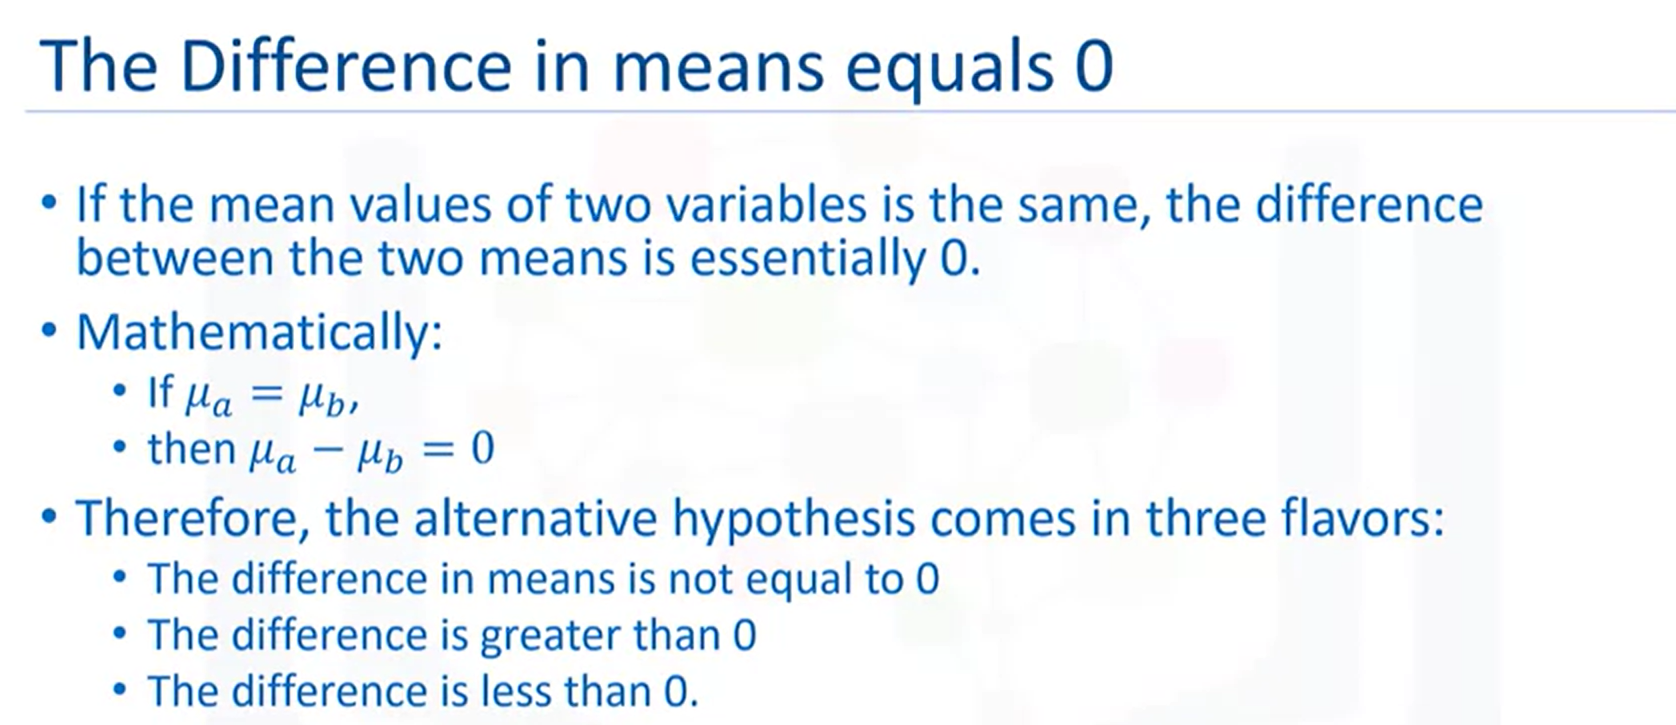 The Difference in means equals 0
• If the mean values of two variables is the same, the difference
between the two means is essentially 0.
• Mathematically:
• If μₐ = μ_b,
• then μₐ − μ_b = 0
• Therefore, the alternative hypothesis comes in three flavors:
• The difference in means is not equal to 0
• The difference is greater than 0
• The difference is less than 0.